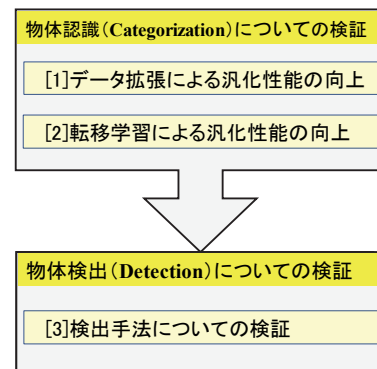 物体認識（Categorization）についての検証
[1]データ拡張による汎化性能の向上
[2]転移学習による汎化性能の向上
物体検出（Detection）についての検証
[3]検出手法についての検証